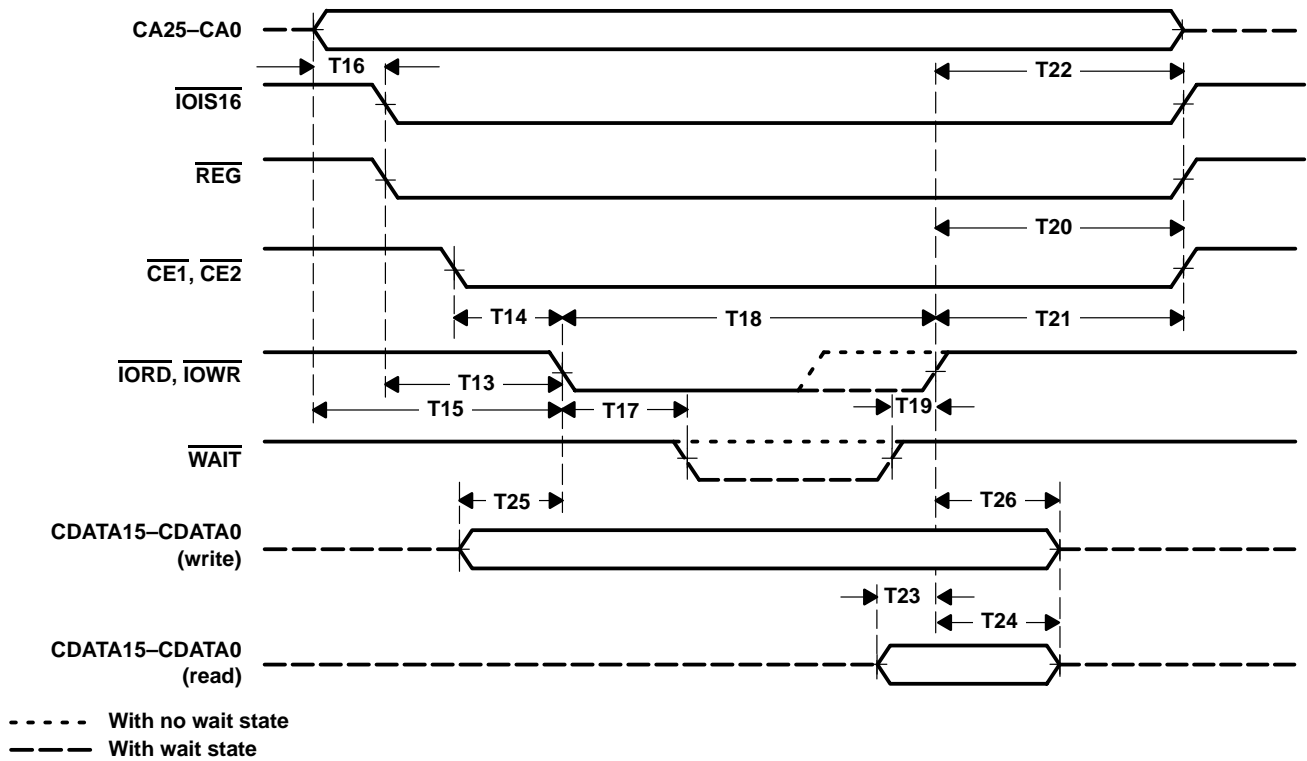 CA25–CA0
T16
T22
IOIS16
REG
T20
CE1, CE2
T14
T18
T21
IORD, IOWR
T13
T19
T15
T17
WAIT
T25
T26
CDATA15–CDATA0
(write)
T23
T24
CDATA15–CDATA0
(read)
With no wait state
With wait state